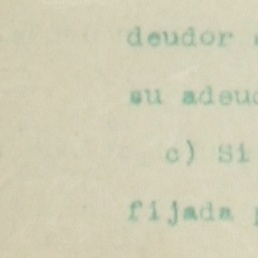 deudor
su adeud
c) Si
fijada